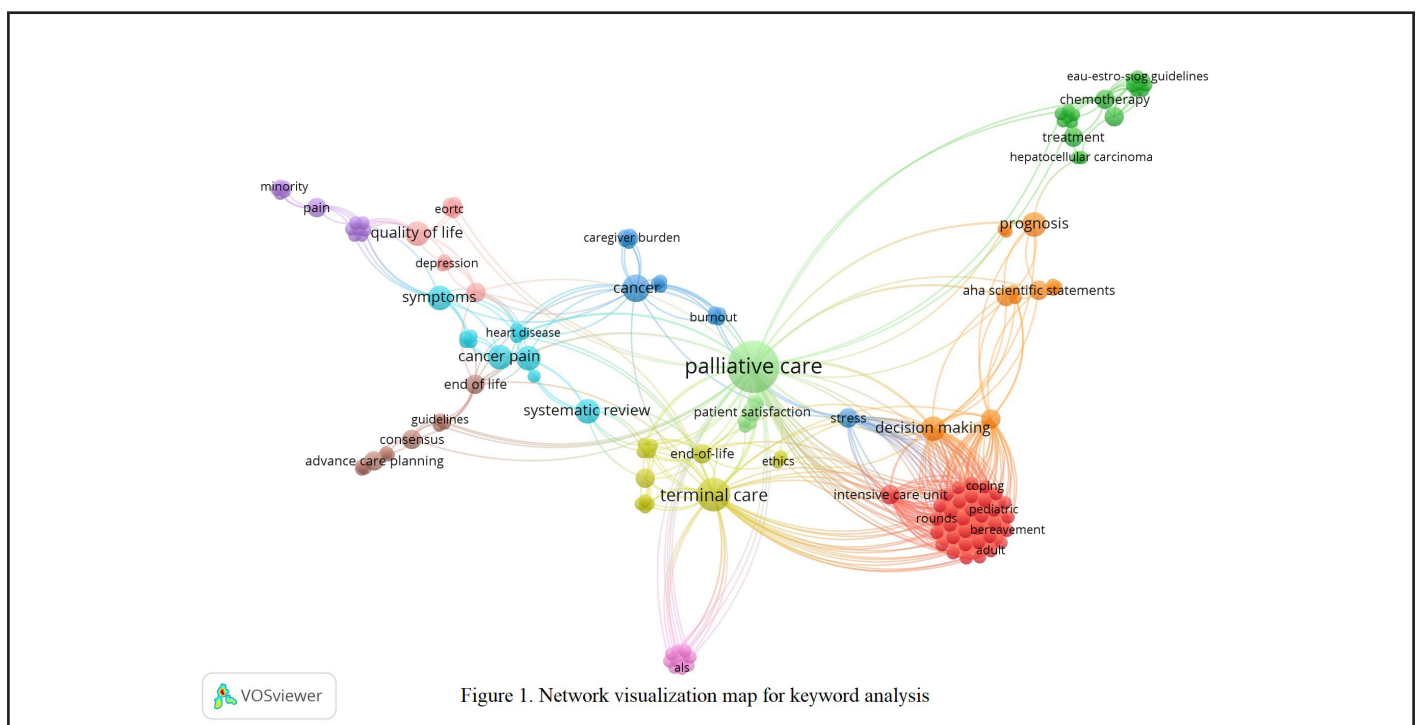 eau-estro-siog guidelines
chemotherapy
treatment
hepatocellular carcinoma
minority
pain
eortc
prognosis
quality of life
caregiver burden
depression
cancer
aha scientific statements
symptoms
burnout
heart disease
cancer pain
palliative care
end of life
systematic review
patient satisfaction
stress
guidelines
decision making
consensus
end-of-life
ethics
advance care planning
terminal care
intensive care unit
coping
pediatric
rounds
bereavement
adult
als
VOSviewer
Figure 1. Network visualization map for keyword analysis